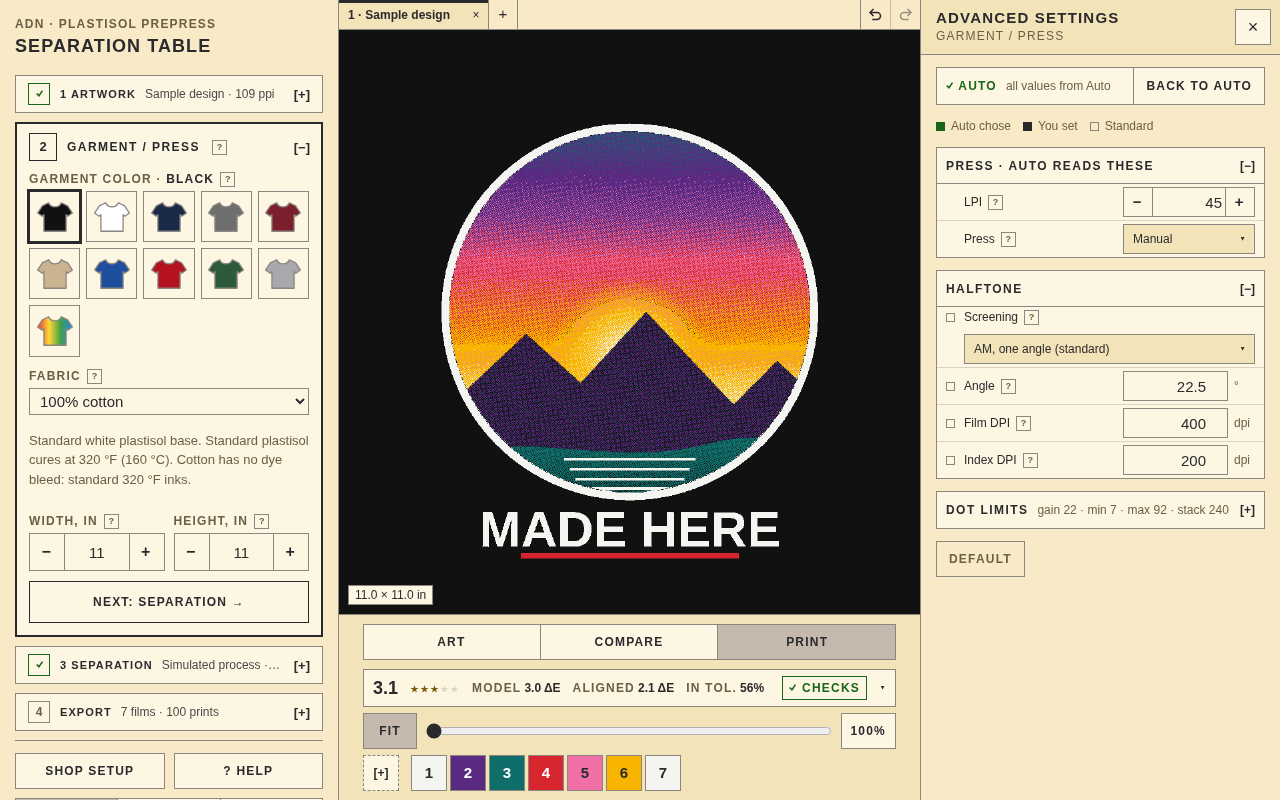 ADN · PLASTISOL PREPRESS
SEPARATION TABLE
1 ARTWORK Sample design · 109 ppi [+]
2 GARMENT / PRESS ? [−]
GARMENT COLOR · BLACK ?
FABRIC ?
100% cotton
Standard white plastisol base. Standard plastisol
cures at 320 °F (160 °C). Cotton has no dye
bleed: standard 320 °F inks.
WIDTH, IN ? HEIGHT, IN ?
− 11 + − 11 +
NEXT: SEPARATION →
3 SEPARATION Simulated process ·… [+]
4 EXPORT 7 films · 100 prints [+]
SHOP SETUP ? HELP
1 · Sample design × +
MADE HERE
11.0 × 11.0 in
ART COMPARE PRINT
3.1 ★★★★★ MODEL 3.0 ΔE ALIGNED 2.1 ΔE IN TOL. 56% ✓ CHECKS ▾
FIT 100%
[+] 1 2 3 4 5 6 7
ADVANCED SETTINGS
GARMENT / PRESS
×
✓ AUTO all values from Auto BACK TO AUTO
Auto chose You set Standard
PRESS · AUTO READS THESE [−]
LPI ? − 45 +
Press ? Manual ▾
HALFTONE [−]
Screening ?
AM, one angle (standard) ▾
Angle ? 22.5 °
Film DPI ? 400 dpi
Index DPI ? 200 dpi
DOT LIMITS gain 22 · min 7 · max 92 · stack 240 [+]
DEFAULT